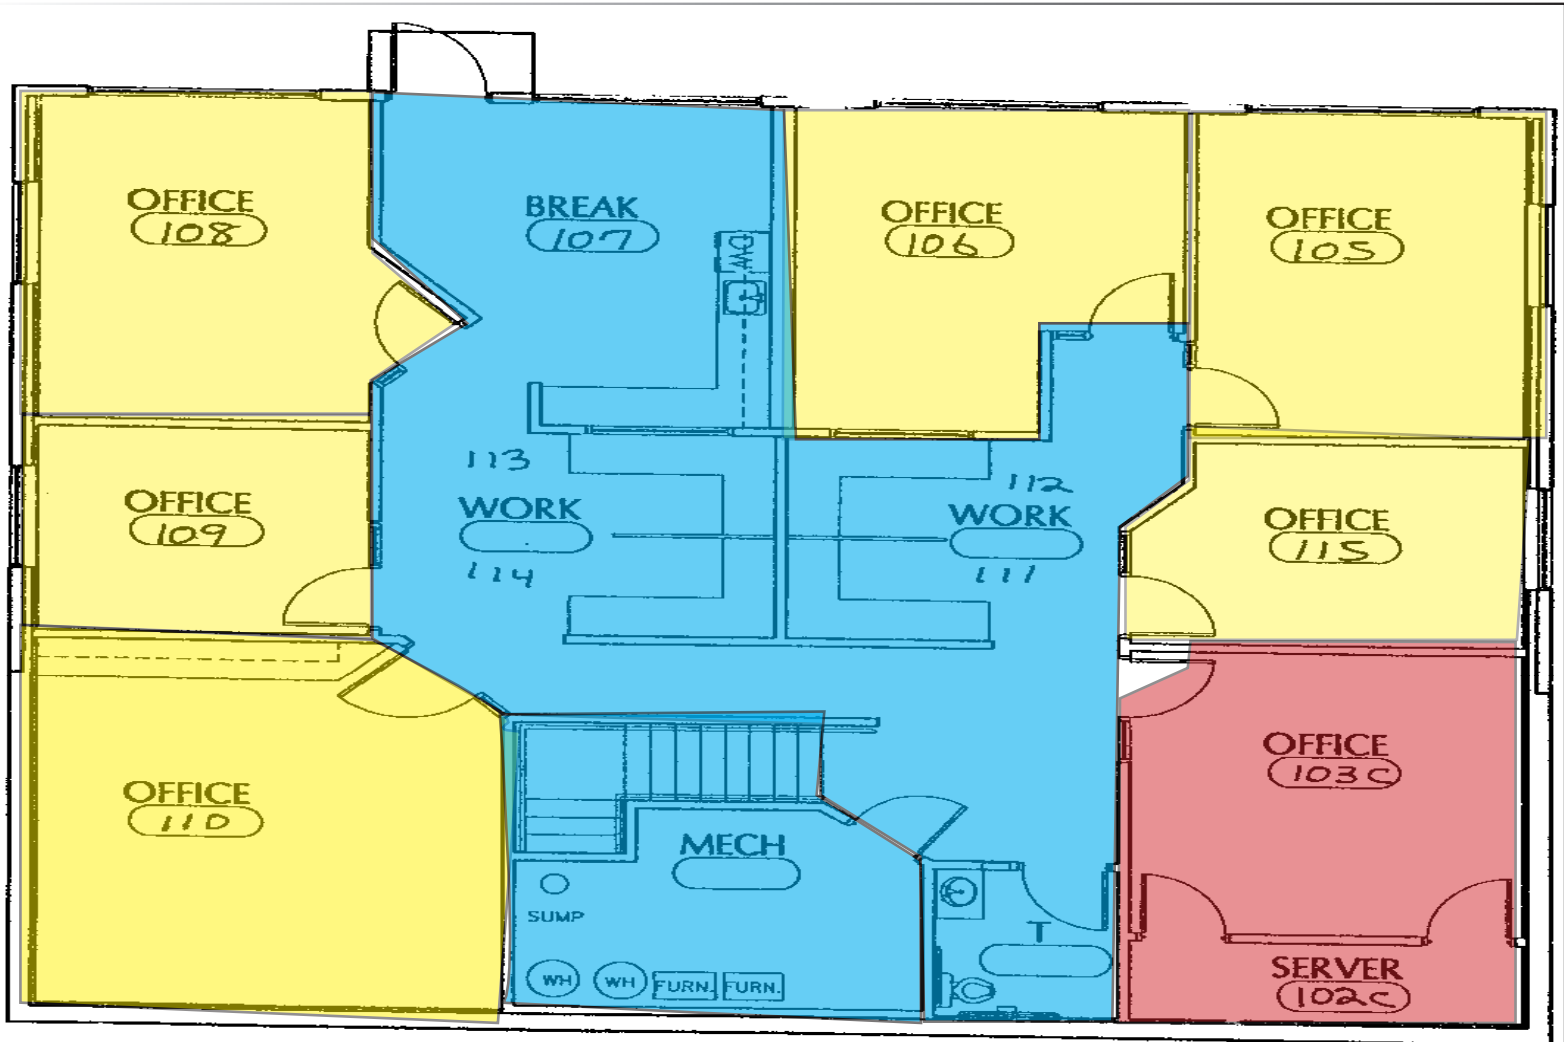 OFFICE
108
BREAK
107
OFFICE
106
OFFICE
105
DW
113
WORK
114
112
WORK
111
OFFICE
109
OFFICE
115
OFFICE
110
MECH
SUMP
WH
WH
FURN.
FURN.
T
OFFICE
103C
SERVER
102C